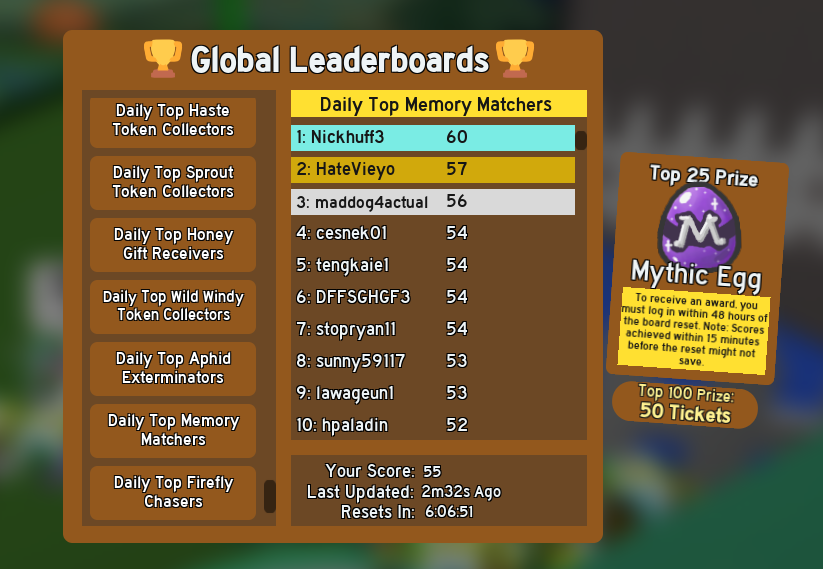 Global Leaderboards
Daily Top Haste
Token Collectors
Daily Top Sprout
Token Collectors
Daily Top Honey
Gift Receivers
Daily Top Wild Windy
Token Collectors
Daily Top Aphid
Exterminators
Daily Top Memory
Matchers
Daily Top Firefly
Chasers
Daily Top Memory Matchers
1: Nickhuff3 60
2: HateVieyo 57
3: maddog4actual 56
4: cesnek01 54
5: tengkaie1 54
6: DFFSGHGF3 54
7: stopryan11 54
8: sunny59117 53
9: lawageun1 53
10: hpaladin 52
Your Score: 55
Last Updated: 2m32s Ago
Resets In: 6:06:51
Top 25 Prize
M
Mythic Egg
To receive an award, you
must log in within 48 hours of
the board reset. Note: Scores
achieved within 15 minutes
before the reset might not
save.
Top 100 Prize:
50 Tickets